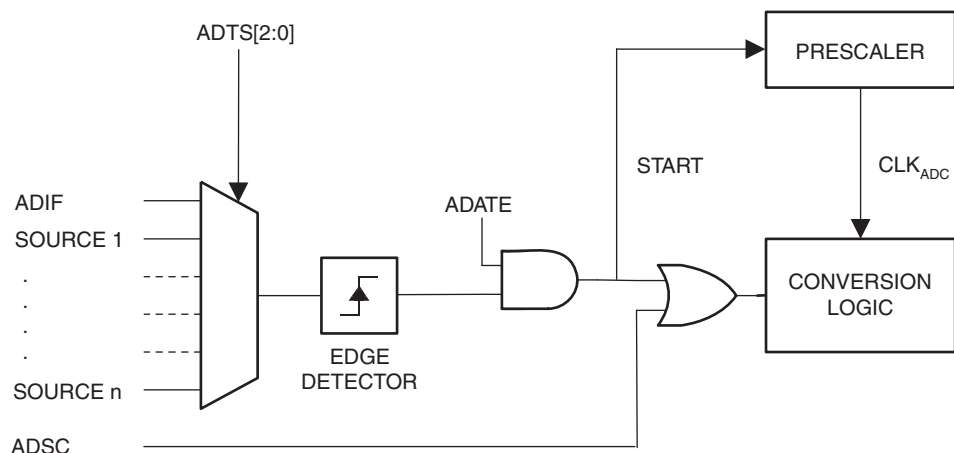 ADTS[2:0]
PRESCALER
START
CLKADC
ADIF
ADATE
SOURCE 1
.
.
.
.
CONVERSION
LOGIC
EDGE
DETECTOR
SOURCE n
ADSC